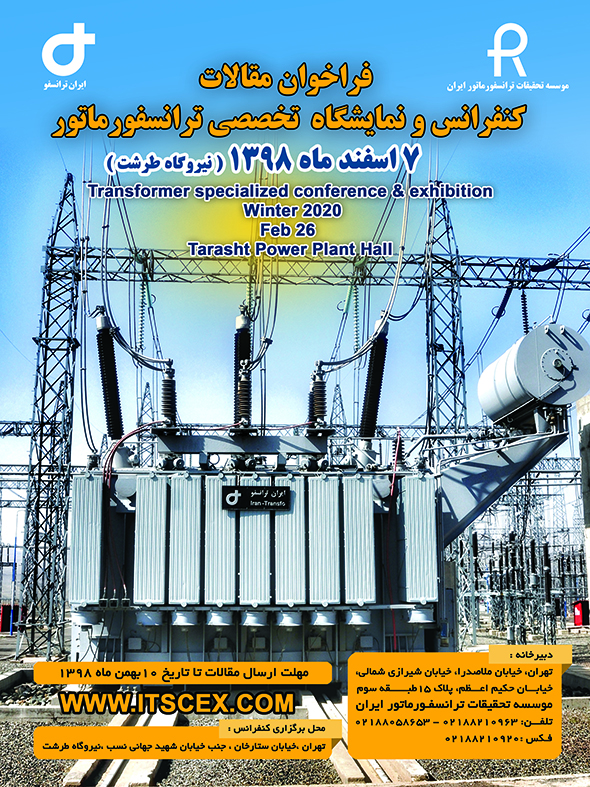 ایران ترانسفو
موسسه تحقیقات ترانسفورماتور ایران
فراخوان مقالات
کنفرانس و نمایشگاه تخصصی ترانسفورماتور
۷ اسفند ماه ۱۳۹۸ (نیروگاه طرشت)
Transformer specialized conference & exhibition
Winter 2020
Feb 26
Tarasht Power Plant Hall
ایران ترانسفو
Iran-Transfo
مهلت ارسال مقالات تا تاریخ ۱۰ بهمن ماه ۱۳۹۸
WWW.ITSCEX.COM
محل برگزاری کنفرانس :
تهران ,خیابان ستارخان , جنب خیابان شهید جهانی نسب ,نیروگاه طرشت
دبیرخانه :
تهران، خیابان ملاصدرا، خیابان شیرازی شمالی،
خیابان حکیم اعظم، پلاک ۱۵ طبقه سوم
موسسه تحقیقات ترانسفورماتور ایران
تلفن: ۰۲۱۸۸۲۱۰۹۶۳ - ۰۲۱۸۸۰۵۸۶۵۳
فکس :۰۲۱۸۸۲۱۰۹۲۰